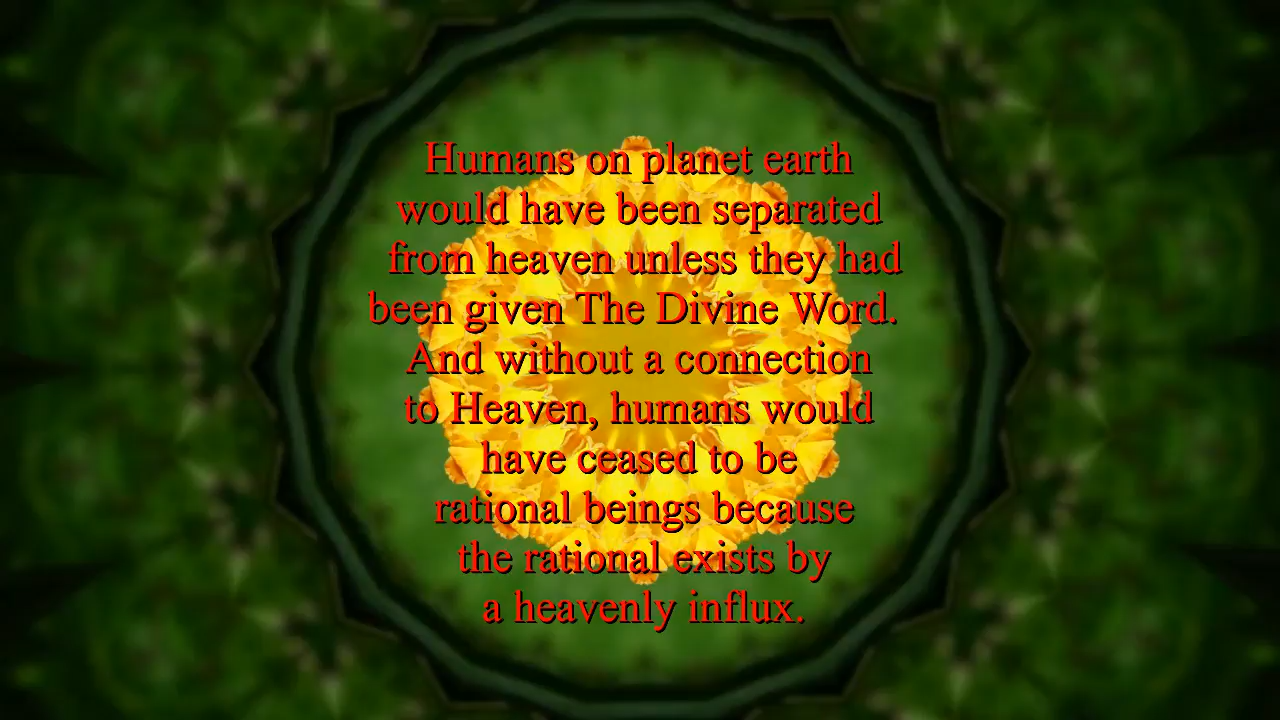 Humans on planet earth
would have been separated
from heaven unless they had
been given The Divine Word.
And without a connection
to Heaven, humans would
have ceased to be
rational beings because
the rational exists by
a heavenly influx.